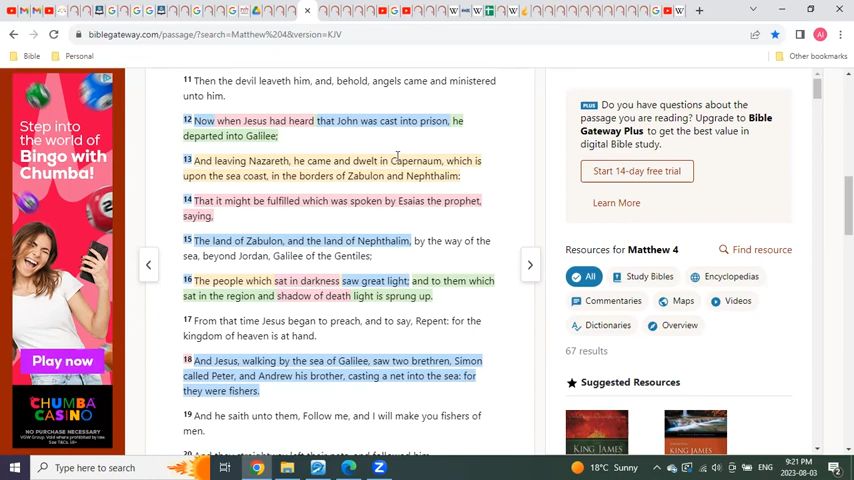 biblegateway.com/passage/?search=Matthew%204&version=KJV
Bible
Personal
Other bookmarks
Step into
the world of
Bingo with
Chumba!
Play now
CHUMBA
CASINO
NO PURCHASE NECESSARY
11 Then the devil leaveth him, and, behold, angels came and ministered
unto him.
12 Now when Jesus had heard that John was cast into prison, he
departed into Galilee;
13 And leaving Nazareth, he came and dwelt in Capernaum, which is
upon the sea coast, in the borders of Zabulon and Nephthalim:
14 That it might be fulfilled which was spoken by Esaias the prophet,
saying,
15 The land of Zabulon, and the land of Nephthalim, by the way of the
sea, beyond Jordan, Galilee of the Gentiles;
16 The people which sat in darkness saw great light; and to them which
sat in the region and shadow of death light is sprung up.
17 From that time Jesus began to preach, and to say, Repent: for the
kingdom of heaven is at hand.
18 And Jesus, walking by the sea of Galilee, saw two brethren, Simon
called Peter, and Andrew his brother, casting a net into the sea: for
they were fishers.
19 And he saith unto them, Follow me, and I will make you fishers of
men.
20 And they straightway left their nets, and followed him.
PLUS Do you have questions about the
passage you are reading? Upgrade to Bible
Gateway Plus to get the best value in
digital Bible study.
Start 14-day free trial
Learn More
Resources for Matthew 4
Find resource
All
Study Bibles
Encyclopedias
Commentaries
Maps
Videos
Dictionaries
Overview
67 results
Suggested Resources
KING JAMES
KING JAMES
Type here to search
18°C Sunny
ENG
9:21 PM
2023-08-03
2